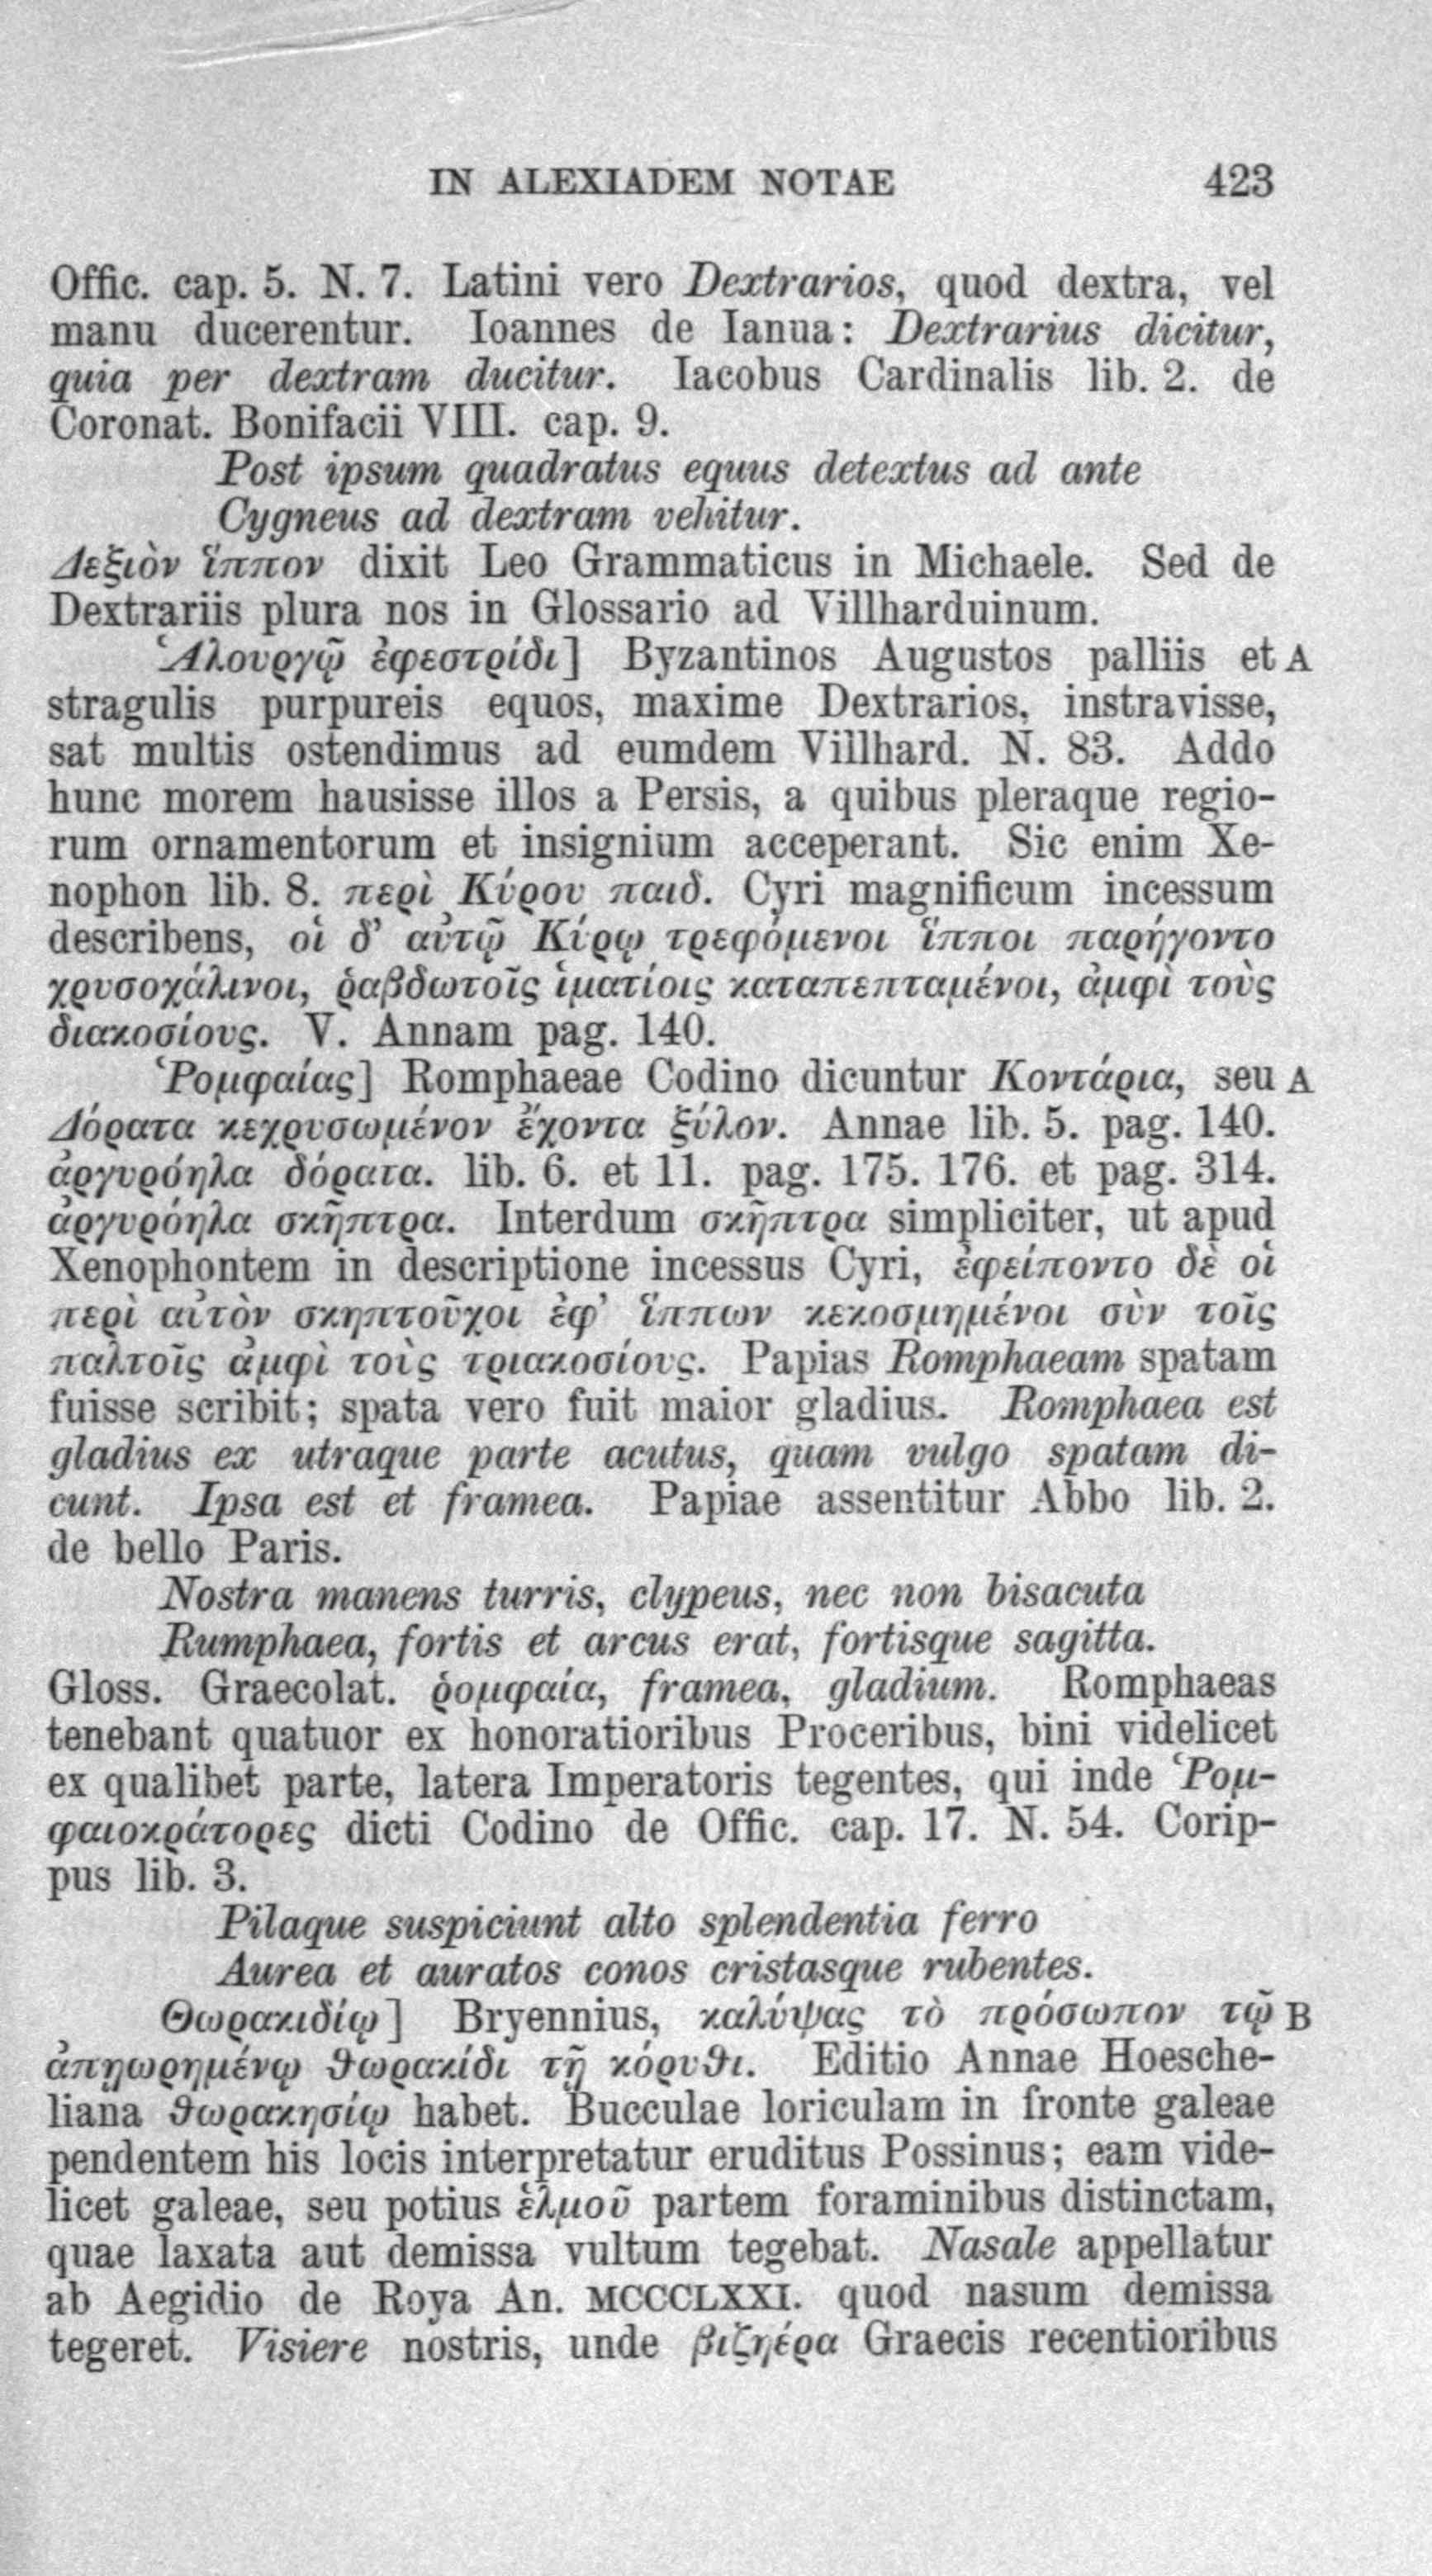 IN ALEXIADEM NOTAE 423
Offic. cap. 5. N. 7. Latini vero Dextrarios, quod dextra, vel
manu ducerentur. Ioannes de Ianua: Dextrarius dicitur,
quia per dextram ducitur. Iacobus Cardinalis lib. 2. de
Coronat. Bonifacii VIII. cap. 9.
Post ipsum quadratus equus detextus ad ante
Cygneus ad dextram vehitur.
Δεξιὸν ἵππον dixit Leo Grammaticus in Michaele. Sed de
Dextrariis plura nos in Glossario ad Villharduinum.
Ἁλουργῷ ἐφεστρίδι] Byzantinos Augustos palliis et A
stragulis purpureis equos, maxime Dextrarios, instravisse,
sat multis ostendimus ad eumdem Villhard. N. 83. Addo
hunc morem hausisse illos a Persis, a quibus pleraque regio-
rum ornamentorum et insignium acceperant. Sic enim Xe-
nophon lib. 8. περὶ Κύρου παιδ. Cyri magnificum incessum
describens, οἱ δ’ αὐτῷ Κύρῳ τρεφόμενοι ἵπποι παρήγοντο
χρυσοχάλινοι, ῥαβδωτοῖς ἱματίοις καταπεπταμένοι, ἀμφὶ τοὺς
διακοσίους. V. Annam pag. 140.
Ῥομφαίας] Romphaeae Codino dicuntur Κοντάρια, seu A
Δόρατα κεχρυσωμένον ἔχοντα ξύλον. Annae lib. 5. pag. 140.
ἀργυρόηλα δόρατα. lib. 6. et 11. pag. 175. 176. et pag. 314.
ἀργυρόηλα σκῆπτρα. Interdum σκῆπτρα simpliciter, ut apud
Xenophontem in descriptione incessus Cyri, ἐφείποντο δὲ οἱ
περὶ αὐτὸν σκηπτοῦχοι ἐφ’ ἵππων κεκοσμημένοι σὺν τοῖς
παλτοῖς ἀμφὶ τοὺς τριακοσίους. Papias Romphaeam spatam
fuisse scribit; spata vero fuit maior gladius. Romphaea est
gladius ex utraque parte acutus, quam vulgo spatam di-
cunt. Ipsa est et framea. Papiae assentitur Abbo lib. 2.
de bello Paris.
Nostra manens turris, clypeus, nec non bisacuta
Rumphaea, fortis et arcus erat, fortisque sagitta.
Gloss. Graecolat. ῥομφαία, framea, gladium. Romphaeas
tenebant quatuor ex honoratioribus Proceribus, bini videlicet
ex qualibet parte, latera Imperatoris tegentes, qui inde Ῥομ-
φαιοκράτορες dicti Codino de Offic. cap. 17. N. 54. Corip-
pus lib. 3.
Pilaque suspiciunt alto splendentia ferro
Aurea et auratos conos cristasque rubentes.
Θωρακιδίῳ] Bryennius, καλύψας τὸ πρόσωπον τῷ B
ἀπῃωρημένῳ θωρακίδι τῇ κόρυθι. Editio Annae Hoesche-
liana θωρακησίῳ habet. Bucculae loriculam in fronte galeae
pendentem his locis interpretatur eruditus Possinus; eam vide-
licet galeae, seu potius ἑλμοῦ partem foraminibus distinctam,
quae laxata aut demissa vultum tegebat. Nasale appellatur
ab Aegidio de Roya An. MCCCLXXI. quod nasum demissa
tegeret. Visiere nostris, unde βιζηέρα Graecis recentioribus